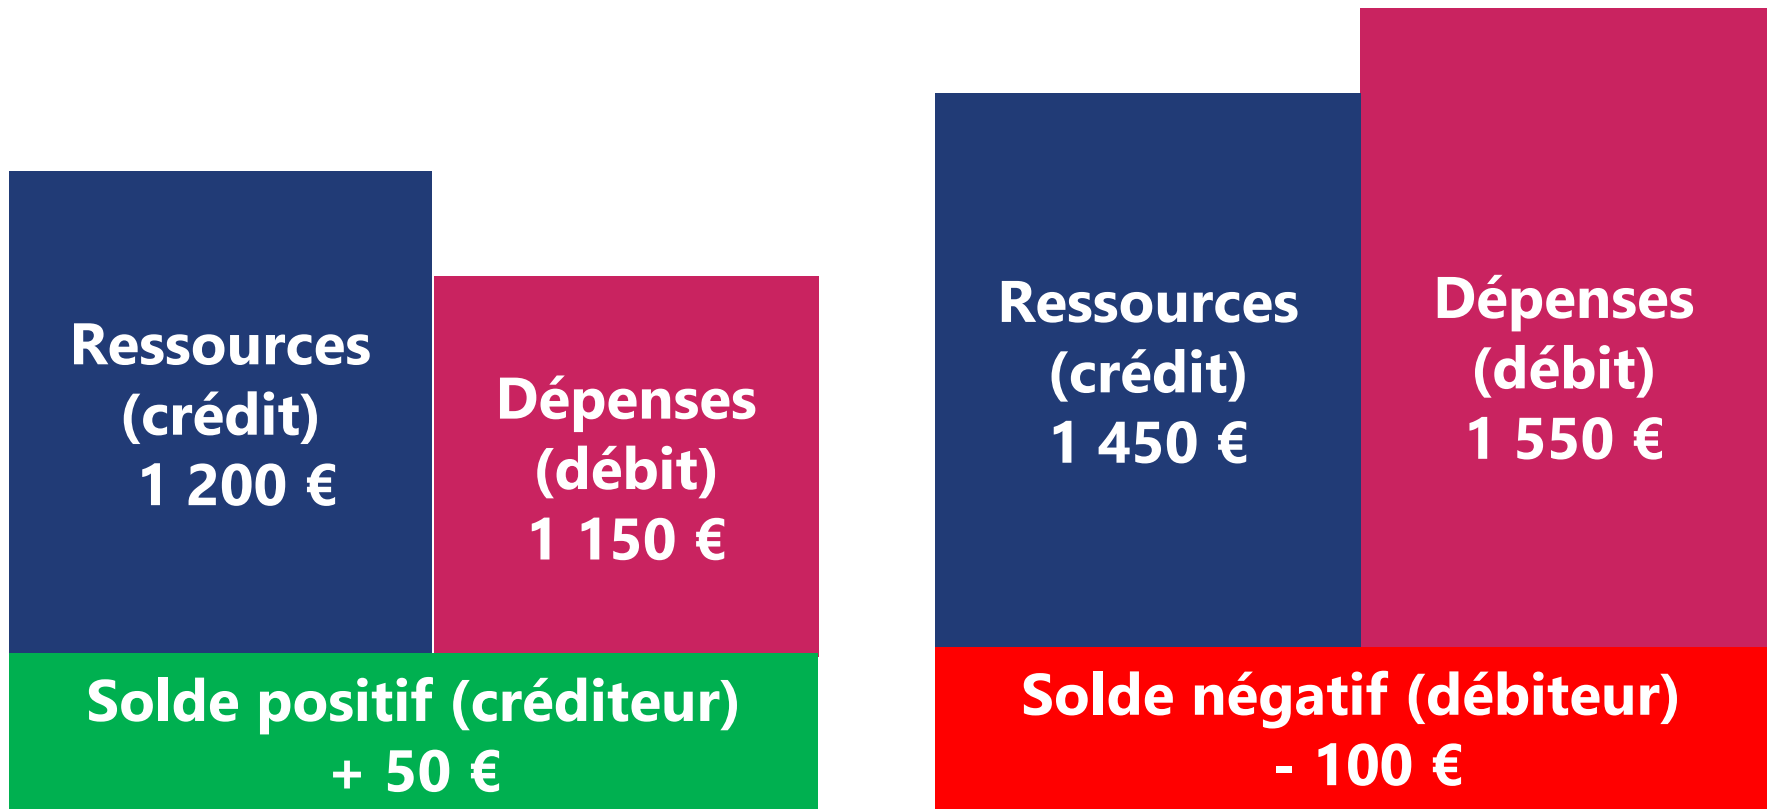 Ressources
(crédit)
1 200 €
Dépenses
(débit)
1 150 €
Solde positif (créditeur)
+ 50 €
Ressources
(crédit)
1 450 €
Dépenses
(débit)
1 550 €
Solde négatif (débiteur)
- 100 €